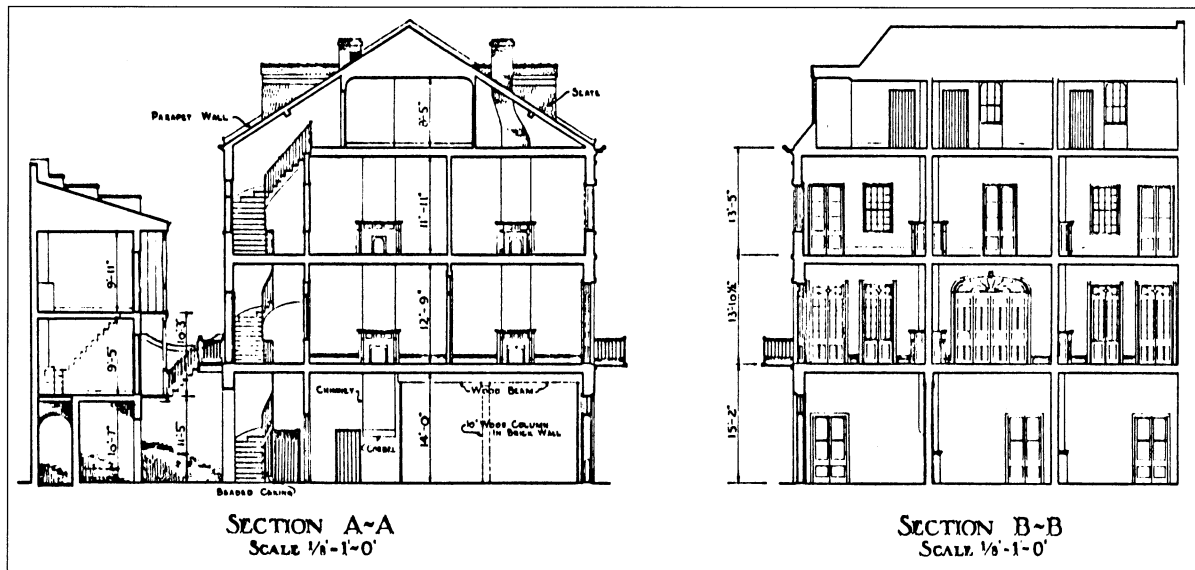 PARAPET WALL
SLATE
8'-5"
11'-11"
12'-9"
14'-0"
9'-11"
9'-5"
10'-3"
10'-7"
11'-5"
CHIMNEY
CORBEL
WOOD BEAM
10" WOOD COLUMN
IN BRICK WALL
BEADED CASING
SECTION A~A
SCALE 1/8"-1'-0"
13'-5"
13'-10½"
15'-2"
SECTION B~B
SCALE 1/8"-1'-0"